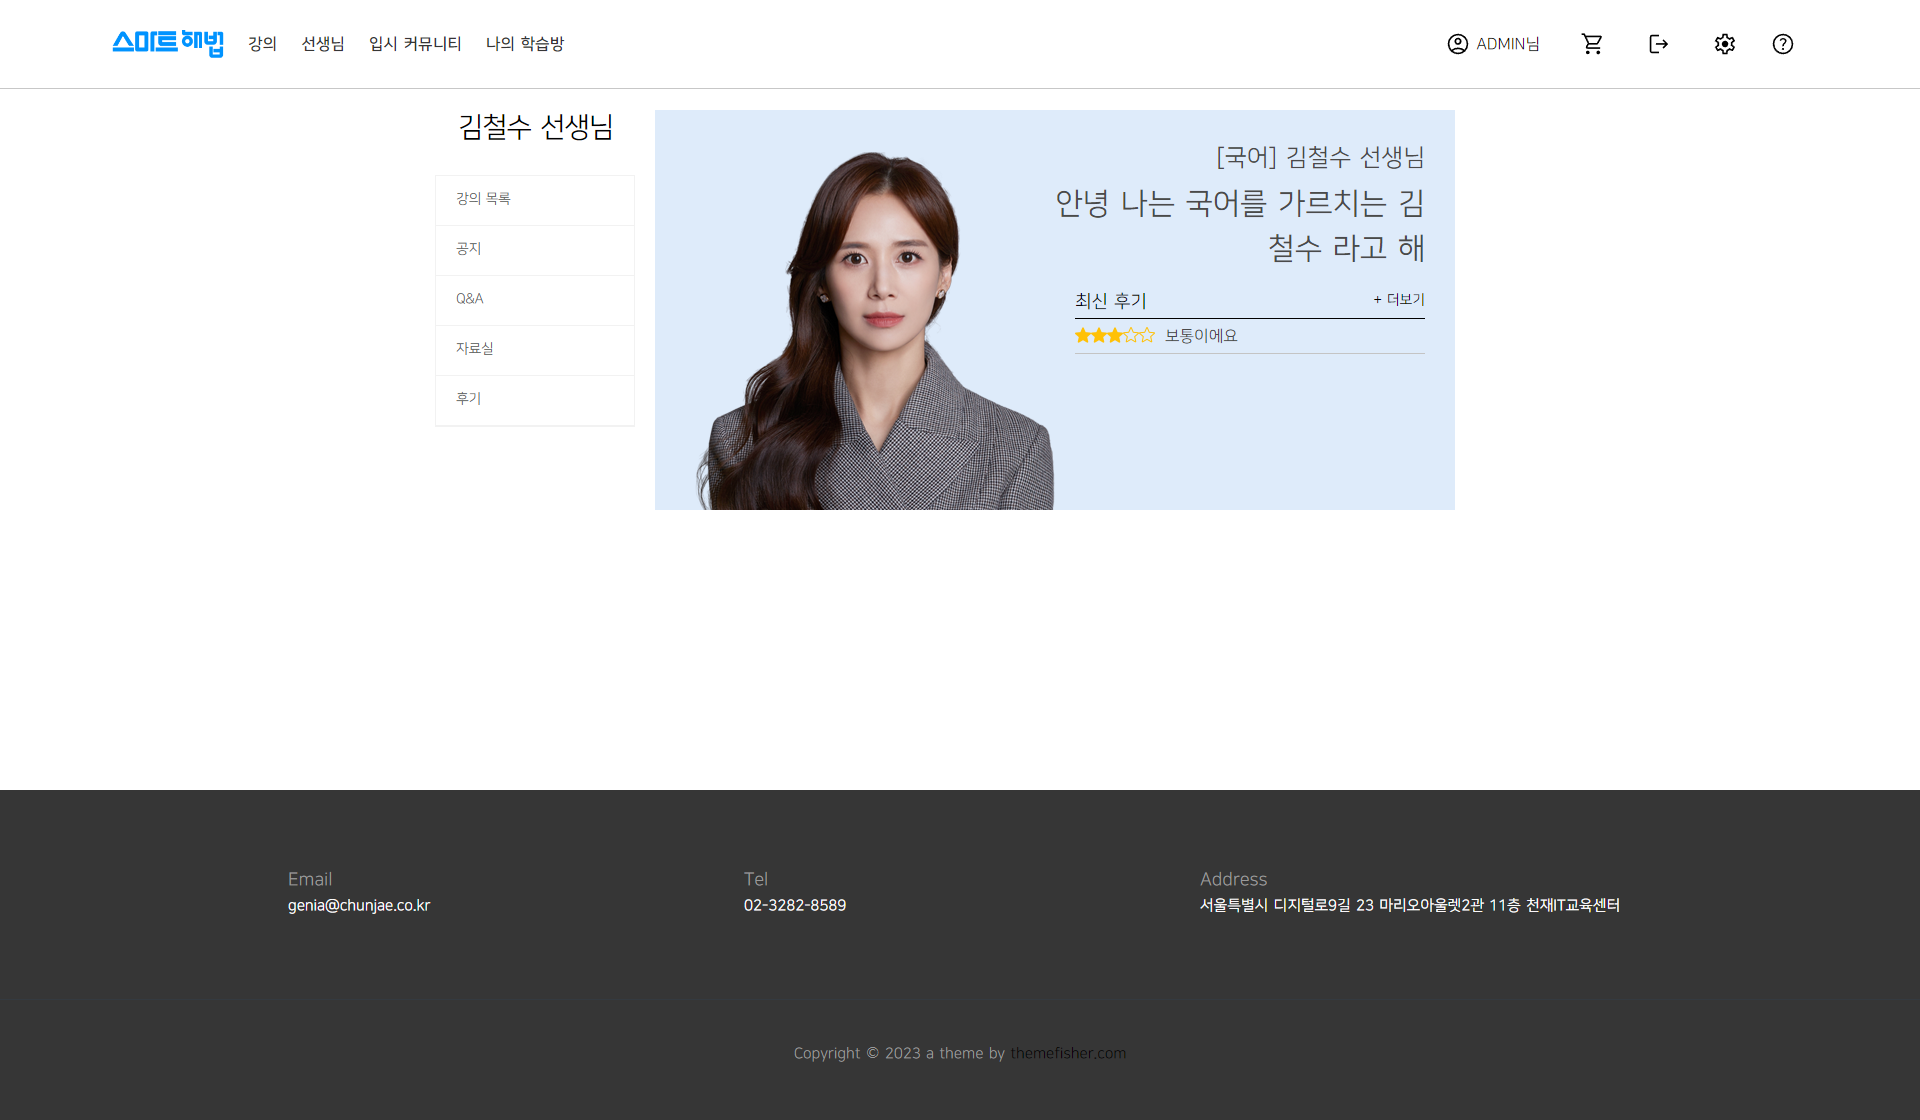 스마트해법
강의
선생님
입시 커뮤니티
나의 학습방
ADMIN님
김철수 선생님
강의 목록
공지
Q&A
자료실
후기
[국어] 김철수 선생님
안녕 나는 국어를 가르치는 김
철수 라고 해
최신 후기
+ 더보기
보통이에요
Email
genia@chunjae.co.kr
Tel
02-3282-8589
Address
서울특별시 디지털로9길 23 마리오아울렛2관 11층 천재IT교육센터
Copyright © 2023 a theme by themefisher.com